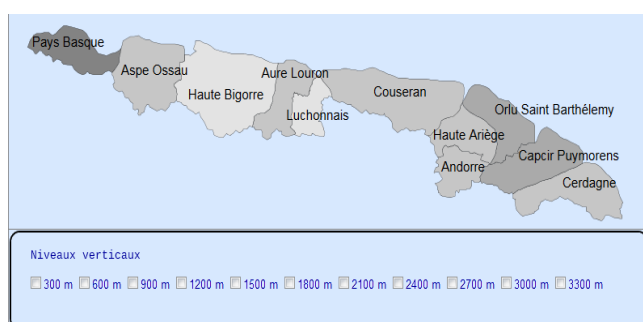 Pays Basque
Aspe Ossau
Aure Louron
Haute Bigorre
Couseran
Luchonnais
Orlu Saint Barthélemy
Haute Ariège
Capcir Puymorens
Andorre
Cerdagne
Niveaux verticaux
300 m 600 m 900 m 1200 m 1500 m 1800 m 2100 m 2400 m 2700 m 3000 m 3300 m